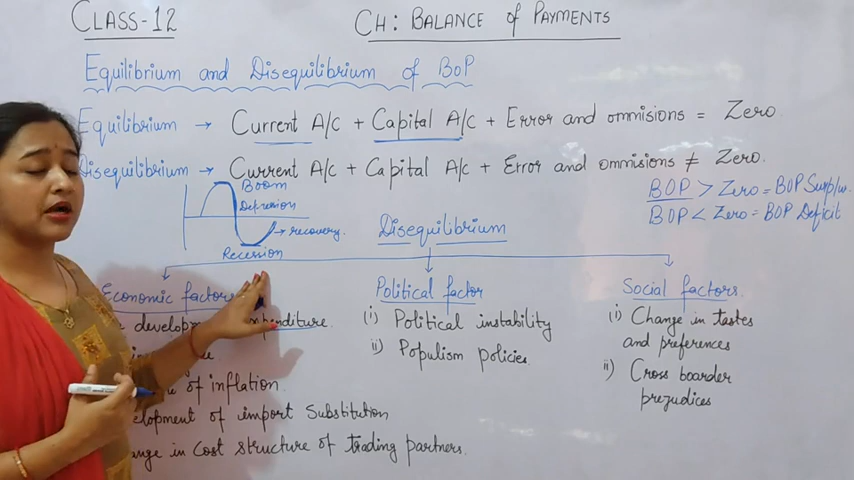 CLASS-12
CH: BALANCE of PAYMENTS
Equilibrium and Disequilibrium of BOP
Equilibrium → Current A/C + Capital A/C + Error and ommisions = Zero
Disequilibrium → Current A/C + Capital A/C + Error and ommisions ≠ Zero.
BOP > Zero = BOP Surplus.
BOP < Zero = BOP Deficit
Boom
Depression
→ recovery.
Recession
Disequilibrium
Economic factors
expenditure.
of inflation.
of import Substitution
in Cost Structure of trading partners.
Political factor
(i) Political instability
ii) Populism policies.
Social factors.
(i) Change in tastes
and preferences
ii) Cross boarder
prejudices